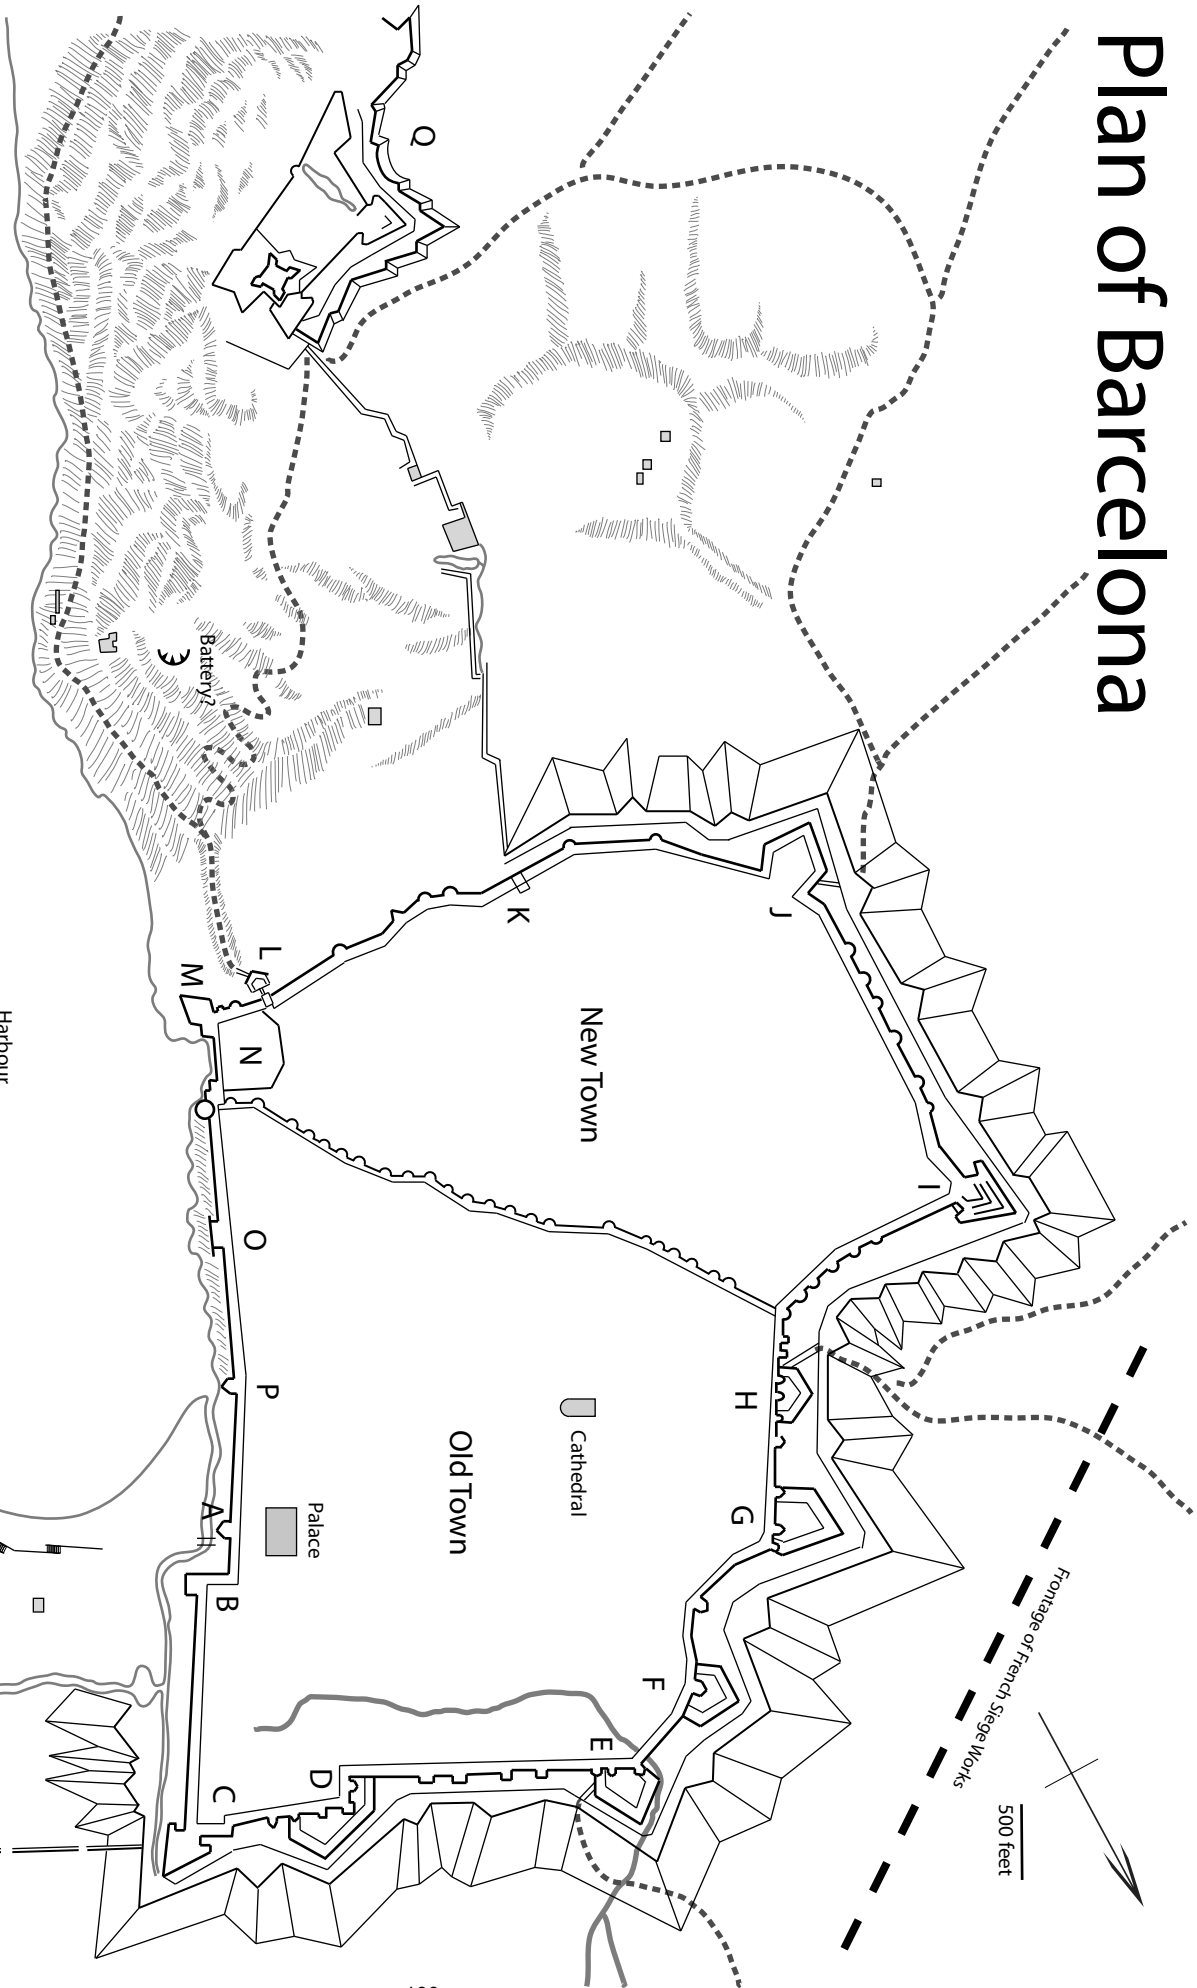 Plan of Barcelona
Q
Battery?
J
K
L
M
N
New Town
I
O
P
H
Cathedral
G
Old Town
A
Palace
B
F
E
D
C
Frontage of French Siege Works
500 feet
Harbour